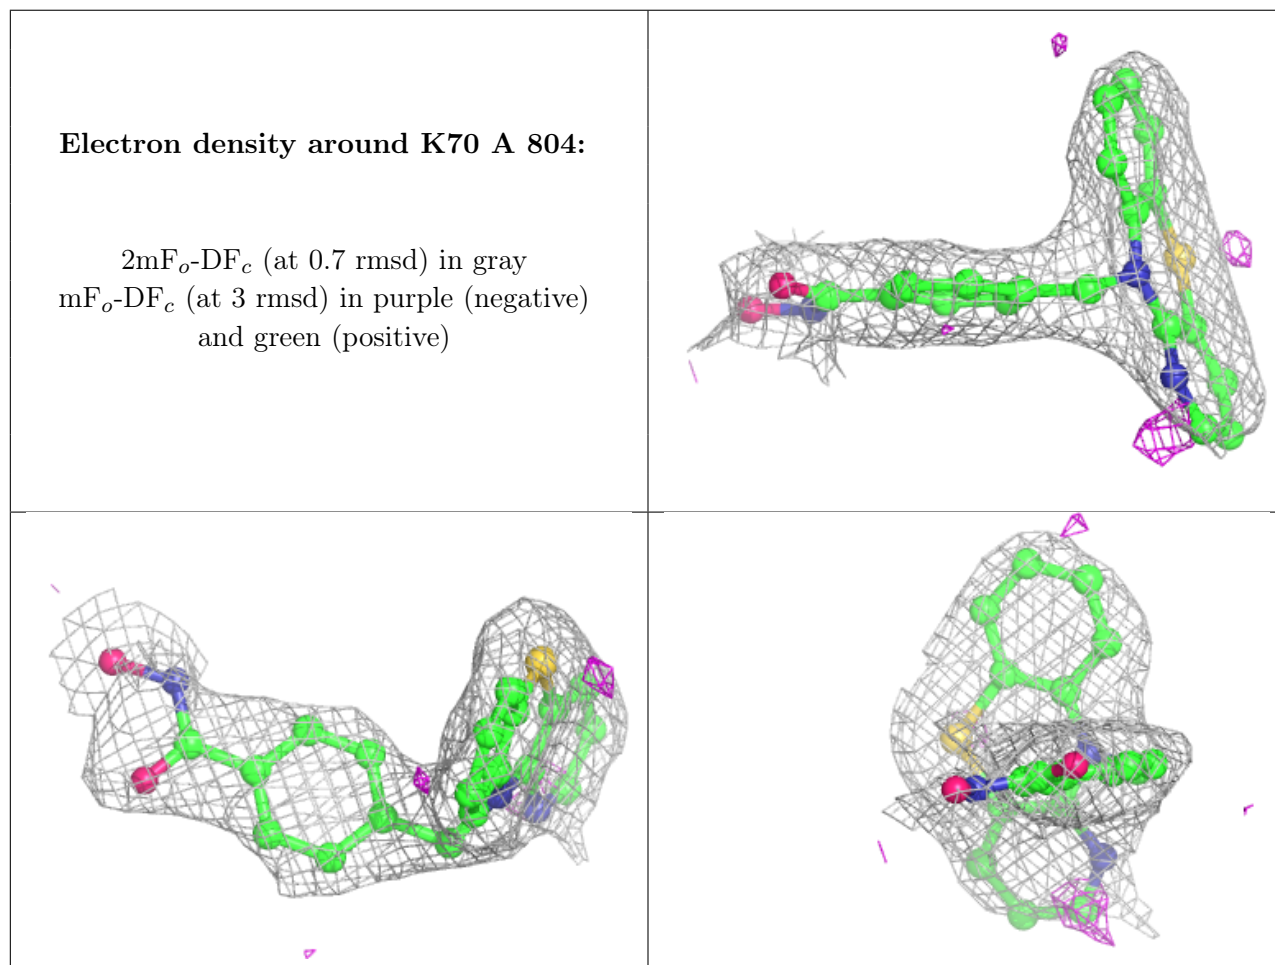 Electron density around K70 A 804:
2mFo-DFc (at 0.7 rmsd) in gray
mFo-DFc (at 3 rmsd) in purple (negative)
and green (positive)